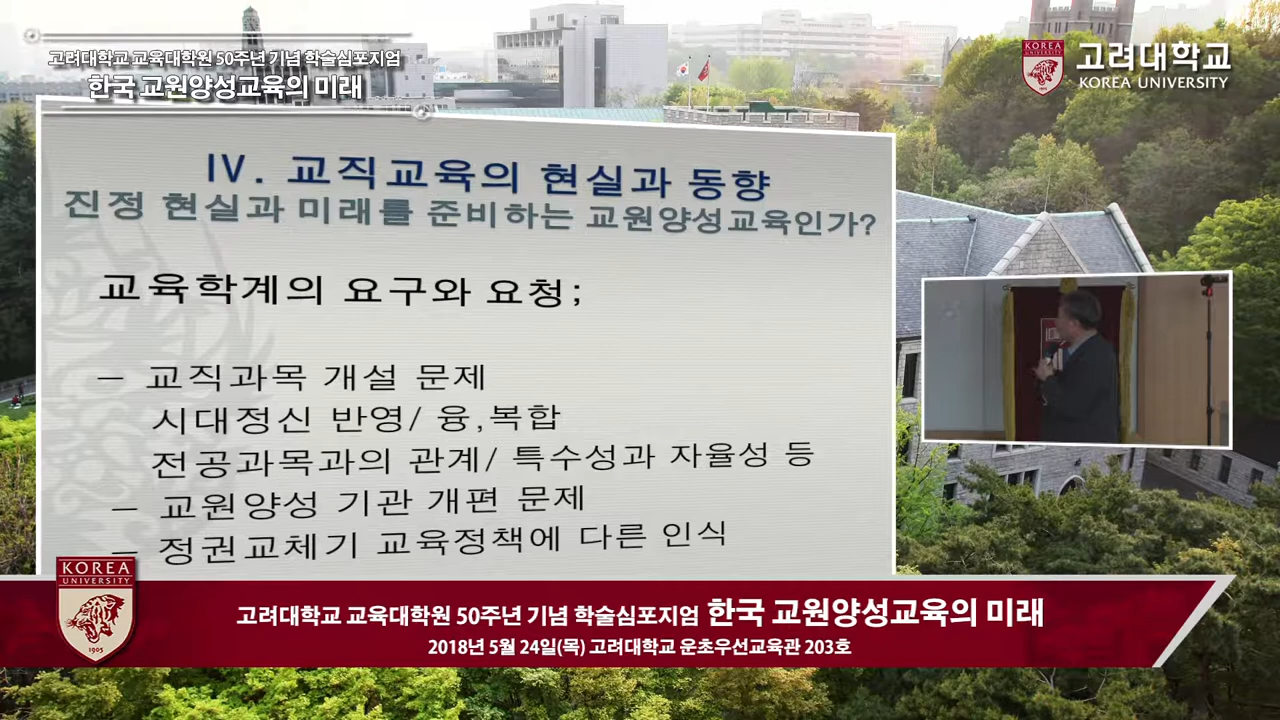 고려대학교 교육대학원 50주년 기념 학술심포지엄
한국 교원양성교육의 미래
KOREA
UNIVERSITY
1905
고려대학교
KOREA UNIVERSITY
Ⅳ. 교직교육의 현실과 동향
진정 현실과 미래를 준비하는 교원양성교육인가?
교육학계의 요구와 요청;
– 교직과목 개설 문제
시대정신 반영/ 융,복합
전공과목과의 관계/ 특수성과 자율성 등
– 교원양성 기관 개편 문제
– 정권교체기 교육정책에 다른 인식
KOREA
UNIVERSITY
1905
고려대학교 교육대학원 50주년 기념 학술심포지엄 한국 교원양성교육의 미래
2018년 5월 24일(목) 고려대학교 운초우선교육관 203호